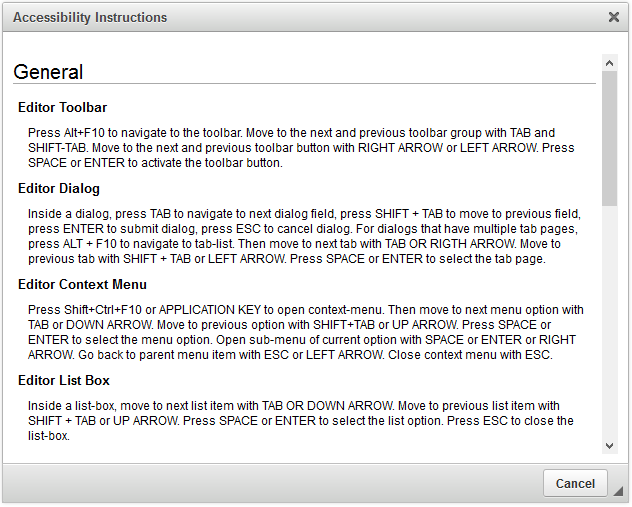 Accessibility Instructions
General
Editor Toolbar
Press Alt+F10 to navigate to the toolbar. Move to the next and previous toolbar group with TAB and
SHIFT-TAB. Move to the next and previous toolbar button with RIGHT ARROW or LEFT ARROW. Press
SPACE or ENTER to activate the toolbar button.
Editor Dialog
Inside a dialog, press TAB to navigate to next dialog field, press SHIFT + TAB to move to previous field,
press ENTER to submit dialog, press ESC to cancel dialog. For dialogs that have multiple tab pages,
press ALT + F10 to navigate to tab-list. Then move to next tab with TAB OR RIGTH ARROW. Move to
previous tab with SHIFT + TAB or LEFT ARROW. Press SPACE or ENTER to select the tab page.
Editor Context Menu
Press Shift+Ctrl+F10 or APPLICATION KEY to open context-menu. Then move to next menu option with
TAB or DOWN ARROW. Move to previous option with SHIFT+TAB or UP ARROW. Press SPACE or
ENTER to select the menu option. Open sub-menu of current option with SPACE or ENTER or RIGHT
ARROW. Go back to parent menu item with ESC or LEFT ARROW. Close context menu with ESC.
Editor List Box
Inside a list-box, move to next list item with TAB OR DOWN ARROW. Move to previous list item with
SHIFT + TAB or UP ARROW. Press SPACE or ENTER to select the list option. Press ESC to close the
list-box.
Cancel